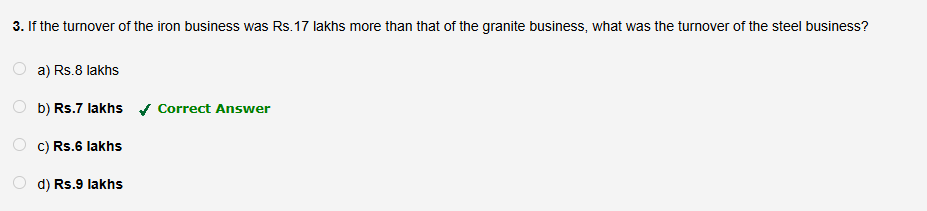 3. If the turnover of the iron business was Rs.17 lakhs more than that of the granite business, what was the turnover of the steel business?
a) Rs.8 lakhs
b) Rs.7 lakhs ✓ Correct Answer
c) Rs.6 lakhs
d) Rs.9 lakhs